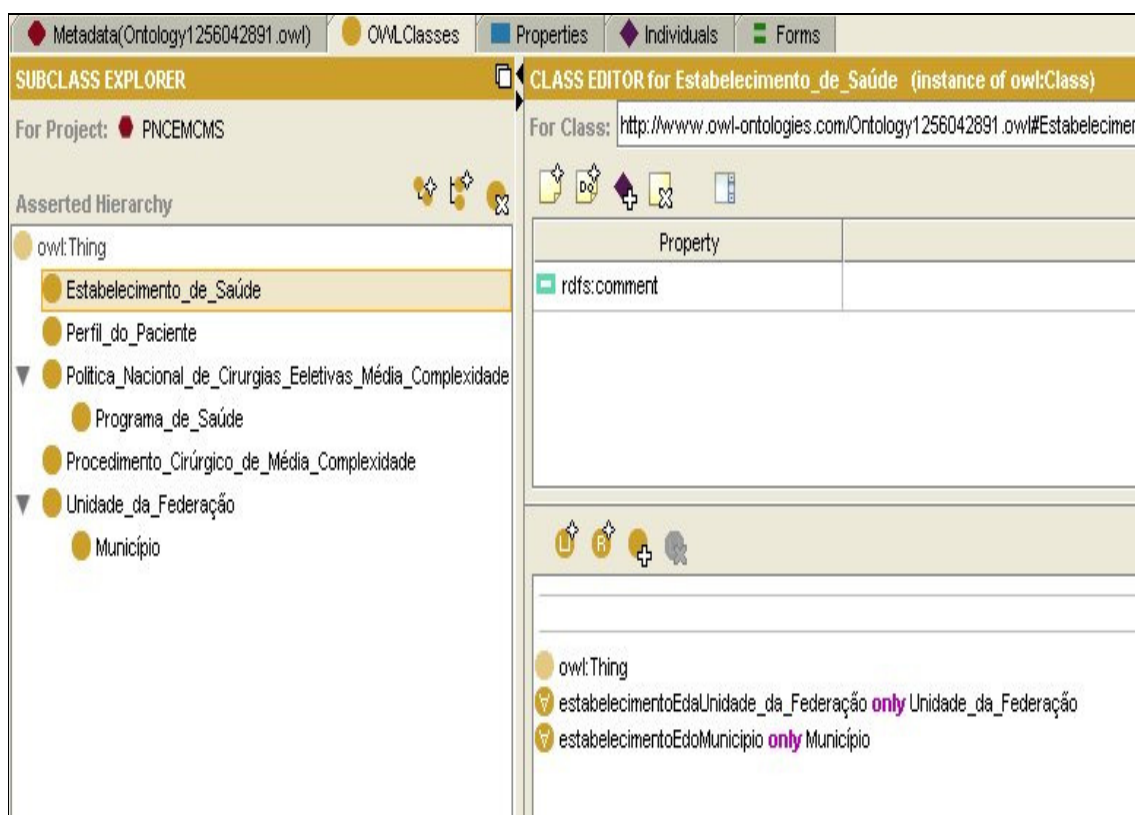 Metadata(Ontology1256042891.owl) OWLClasses Properties Individuals Forms
SUBCLASS EXPLORER
For Project: PNCEMCMS
Asserted Hierarchy
owl:Thing
Estabelecimento_de_Saúde
Perfil_do_Paciente
Politica_Nacional_de_Cirurgias_Eeletivas_Média_Complexidade
Programa_de_Saúde
Procedimento_Cirúrgico_de_Média_Complexidade
Unidade_da_Federação
Município
CLASS EDITOR for Estabelecimento_de_Saúde (instance of owl:Class)
For Class: http://www.owl-ontologies.com/Ontology1256042891.owl#Estabelecimen
Property
rdfs:comment
owl:Thing
estabelecimentoEdaUnidade_da_Federação only Unidade_da_Federação
estabelecimentoEdoMunicipio only Município